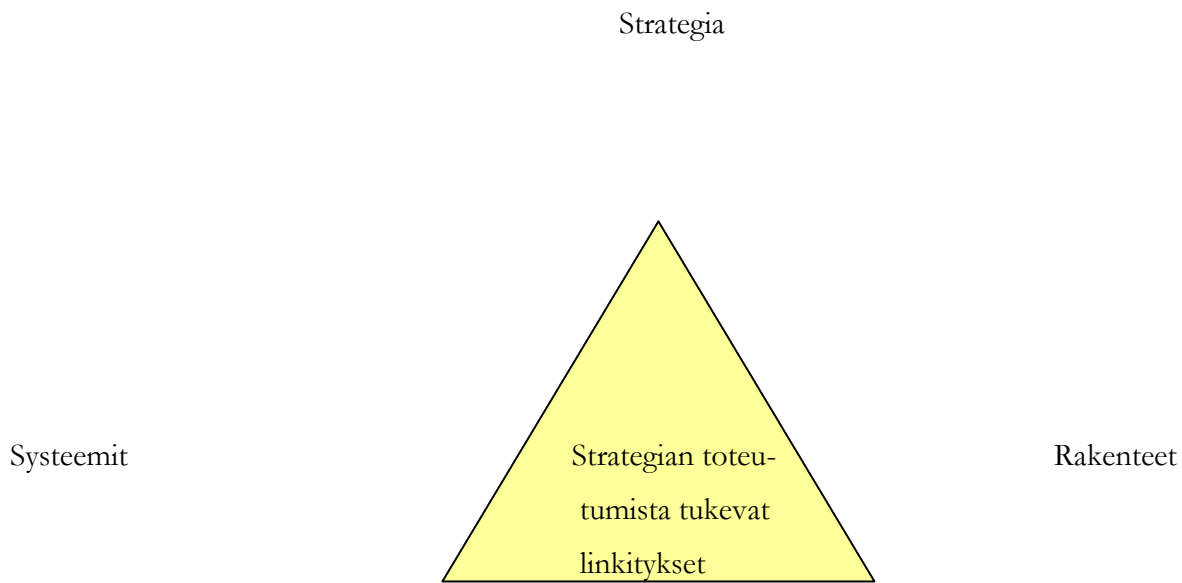 Strategia
Systeemit
Strategian toteu-
tumista tukevat
linkitykset
Rakenteet